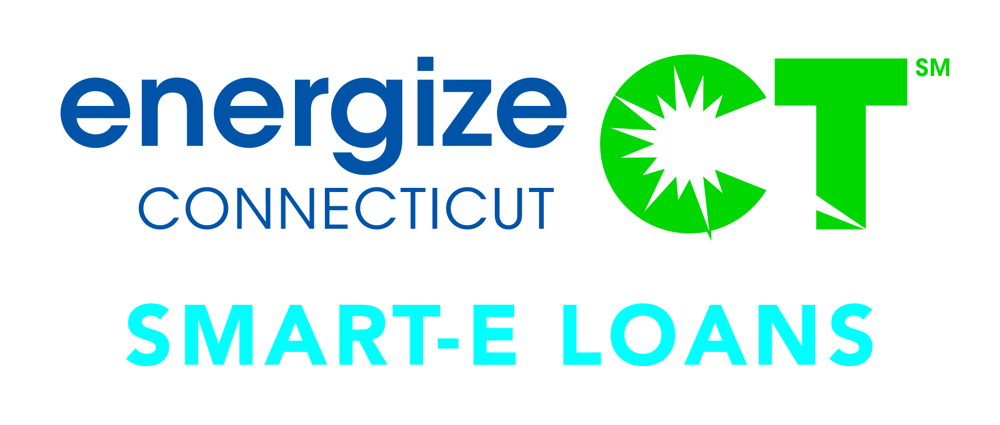 energize CT SM
CONNECTICUT
SMART-E LOANS